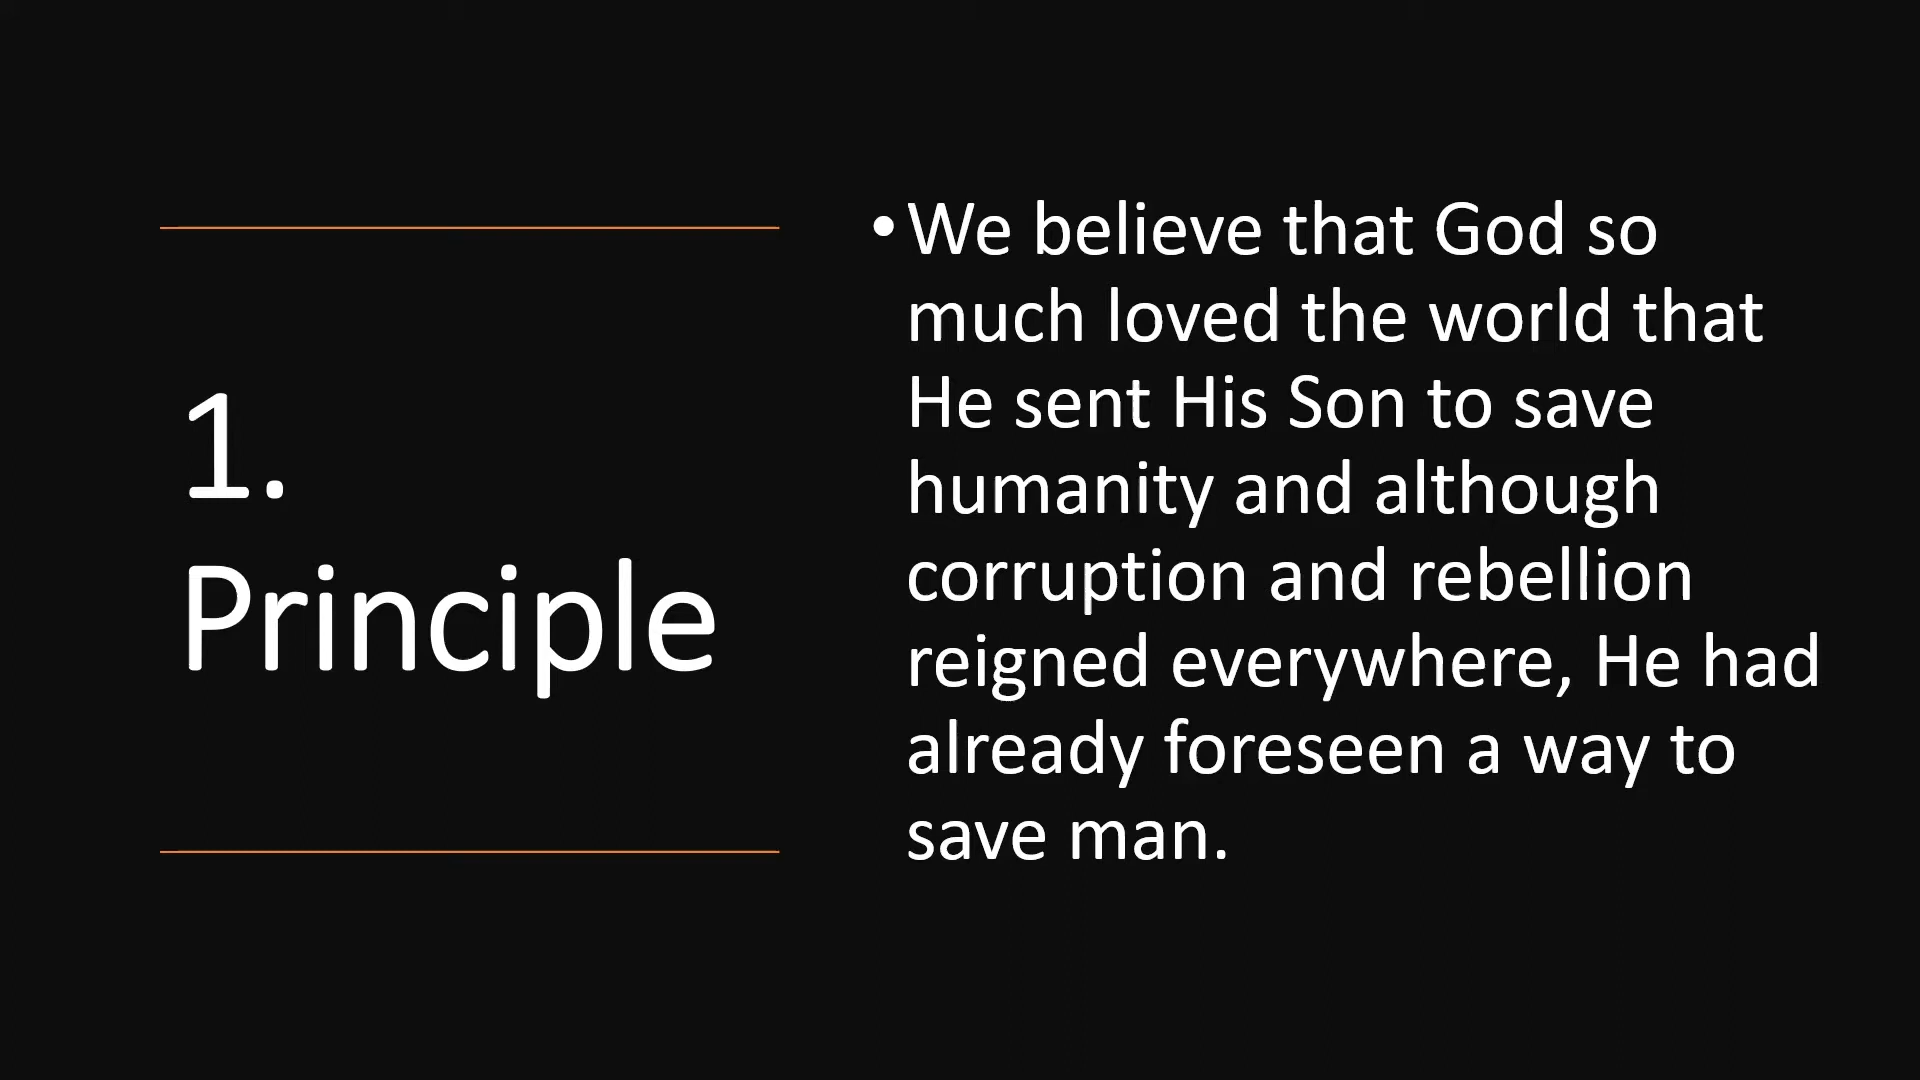 1.
Principle
•We believe that God so
much loved the world that
He sent His Son to save
humanity and although
corruption and rebellion
reigned everywhere, He had
already foreseen a way to
save man.